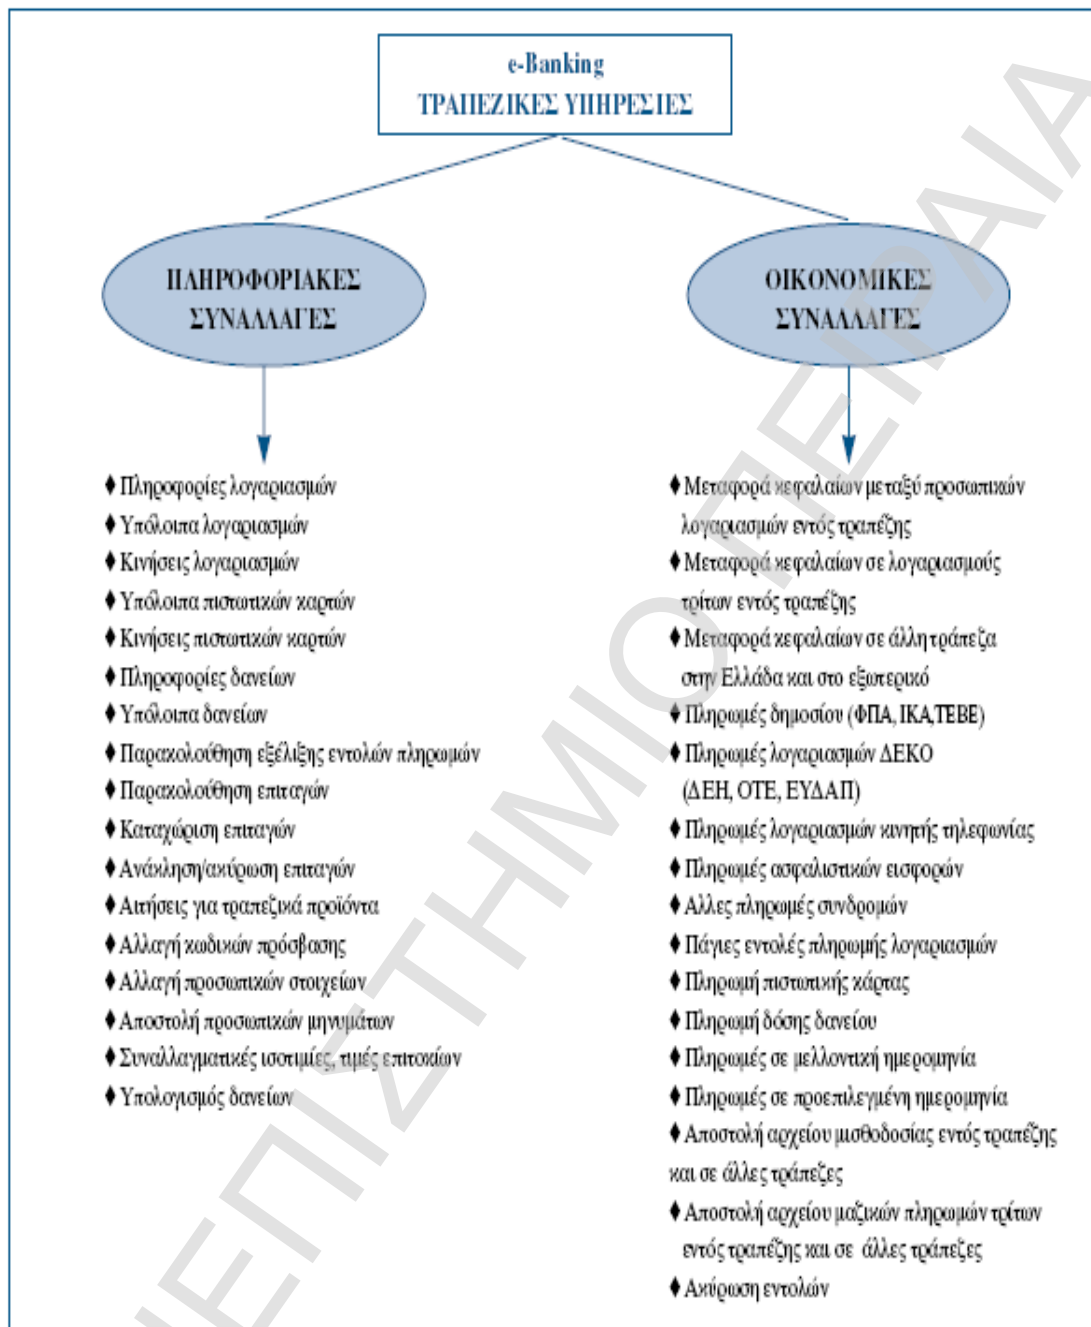 e-Banking
ΤΡΑΠΕΖΙΚΕΣ ΥΠΗΡΕΣΙΕΣ
ΠΛΗΡΟΦΟΡΙΑΚΕΣ
ΣΥΝΑΛΛΑΓΕΣ
♦ Πληροφορίες λογαριασμών
♦ Υπόλοιπα λογαριασμών
♦ Κινήσεις λογαριασμών
♦ Υπόλοιπα πιστωτικών καρτών
♦ Κινήσεις πιστωτικών καρτών
♦ Πληροφορίες δανείων
♦ Υπόλοιπα δανείων
♦ Παρακολούθηση εξέλιξης εντολών πληρωμών
♦ Παρακολούθηση επιταγών
♦ Καταχώριση επιταγών
♦ Ανάκληση/ακύρωση επιταγών
♦ Αιτήσεις για τραπεζικά προϊόντα
♦ Αλλαγή κωδικών πρόσβασης
♦ Αλλαγή προσωπικών στοιχείων
♦ Αποστολή προσωπικών μηνυμάτων
♦ Συναλλαγματικές ισοτιμίες, τιμές επιτοκίων
♦ Υπολογισμός δανείων
ΟΙΚΟΝΟΜΙΚΕΣ
ΣΥΝΑΛΛΑΓΕΣ
♦ Μεταφορά κεφαλαίων μεταξύ προσωπικών
λογαριασμών εντός τραπέζης
♦ Μεταφορά κεφαλαίων σε λογαριασμούς
τρίτων εντός τραπέζης
♦ Μεταφορά κεφαλαίων σε άλλη τράπεζα
στην Ελλάδα και στο εξωτερικό
♦ Πληρωμές δημοσίου (ΦΠΑ, ΙΚΑ,ΤΕΒΕ)
♦ Πληρωμές λογαριασμών ΔΕΚΟ
(ΔΕΗ, ΟΤΕ, ΕΥΔΑΠ)
♦ Πληρωμές λογαριασμών κινητής τηλεφωνίας
♦ Πληρωμές ασφαλιστικών εισφορών
♦ Αλλες πληρωμές συνδρομών
♦ Πάγιες εντολές πληρωμής λογαριασμών
♦ Πληρωμή πιστωτικής κάρτας
♦ Πληρωμή δόσης δανείου
♦ Πληρωμές σε μελλοντική ημερομηνία
♦ Πληρωμές σε προεπιλεγμένη ημερομηνία
♦ Αποστολή αρχείου μισθοδοσίας εντός τραπέζης
και σε άλλες τράπεζες
♦ Αποστολή αρχείου μαζικών πληρωμών τρίτων
εντός τραπέζης και σε άλλες τράπεζες
♦ Ακύρωση εντολών
ΝΕΠΙΣΤΗΜΙΟ ΠΕΙΡΑΙΑ